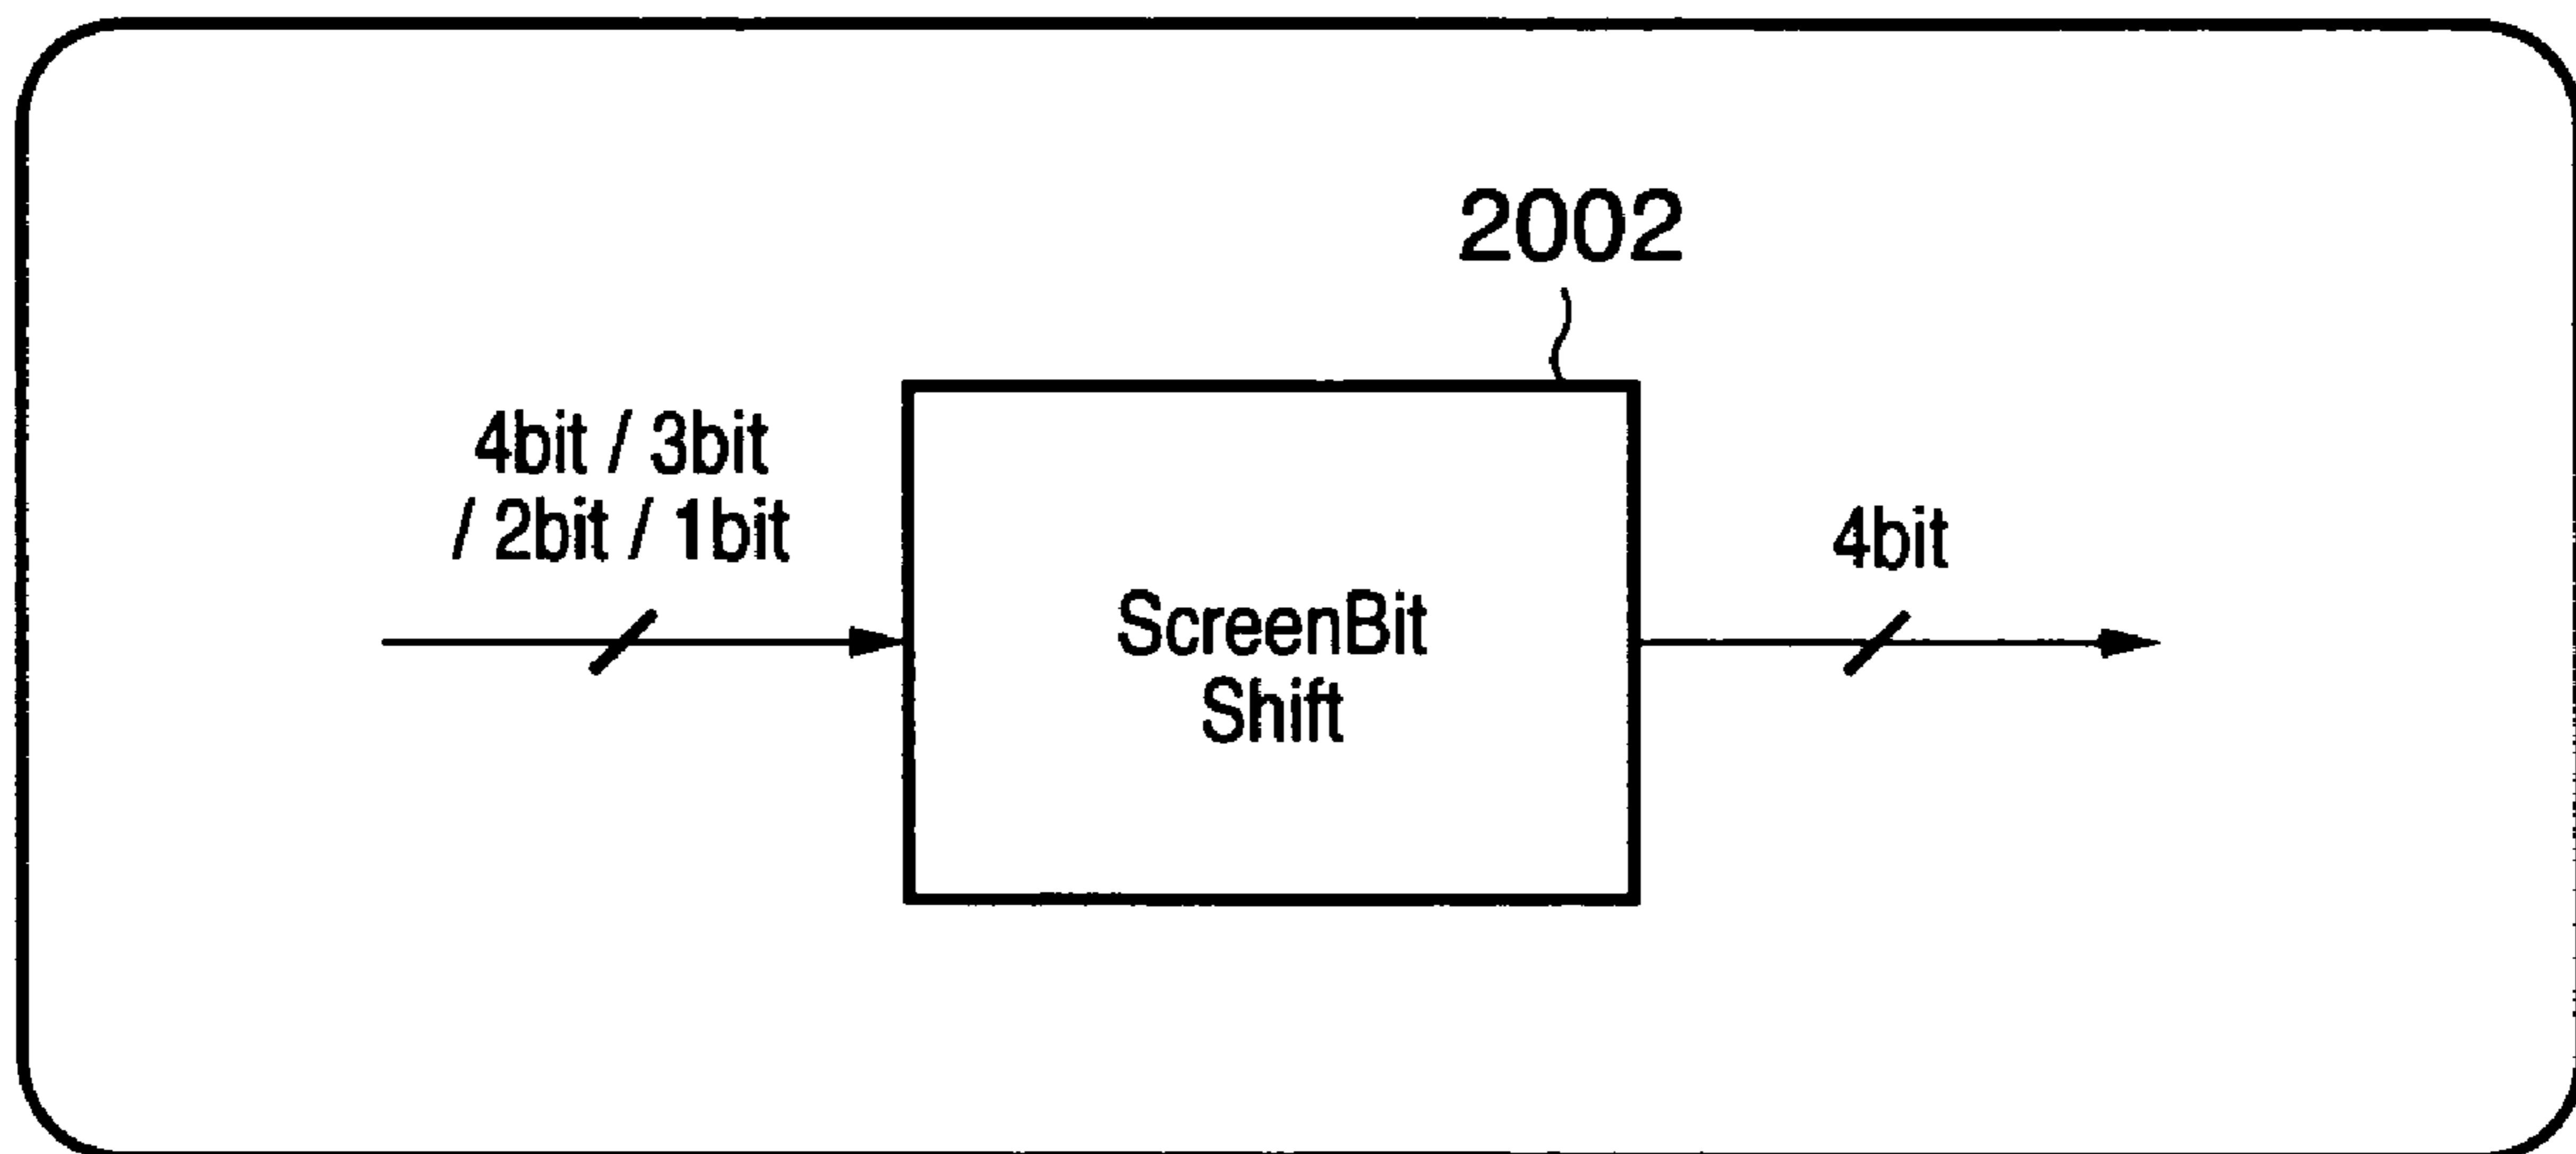 2002
4bit / 3bit
/ 2bit / 1bit
4bit
ScreenBit
Shift